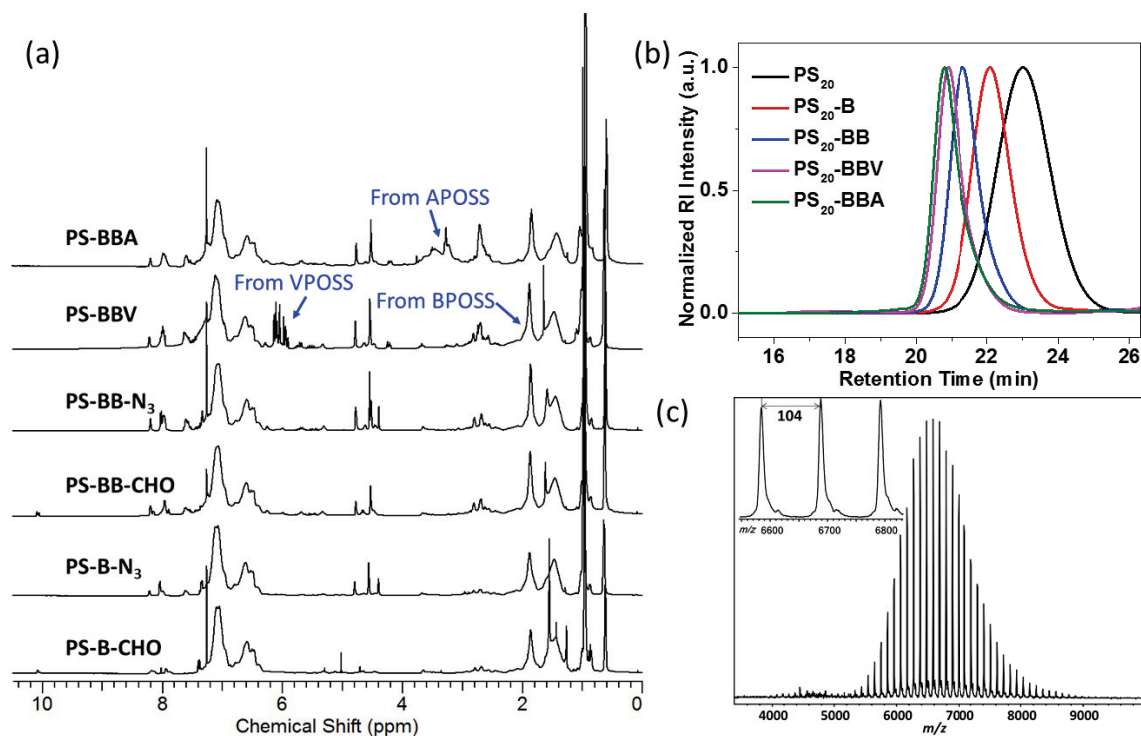 (a)
From APOSS
PS-BBA
From VPOSS
From BPOSS
PS-BBV
PS-BB-N₃
PS-BB-CHO
PS-B-N₃
PS-B-CHO
10 8 6 4 2 0
Chemical Shift (ppm)
(b)
Normalized RI Intensity (a.u.)
1.0
0.5
0.0
PS₂₀
PS₂₀-B
PS₂₀-BB
PS₂₀-BBV
PS₂₀-BBA
16 18 20 22 24 26
Retention Time (min)
(c)
104
m/z 6600 6700 6800
4000 5000 6000 7000 8000 9000
m/z